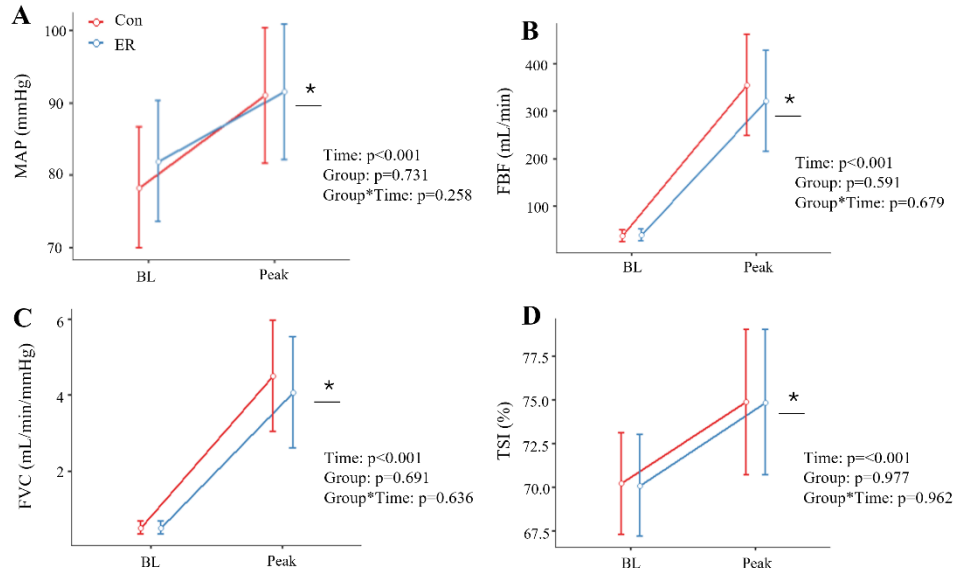 A
Con
ER
MAP (mmHg)
100
90
80
70
BL
Peak
*
Time: p<0.001
Group: p=0.731
Group*Time: p=0.258
B
FBF (mL/min)
400
300
200
100
BL
Peak
*
Time: p<0.001
Group: p=0.591
Group*Time: p=0.679
C
FVC (mL/min/mmHg)
6
4
2
BL
Peak
*
Time: p<0.001
Group: p=0.691
Group*Time: p=0.636
D
TSI (%)
77.5
75.0
72.5
70.0
67.5
BL
Peak
*
Time: p=<0.001
Group: p=0.977
Group*Time: p=0.962